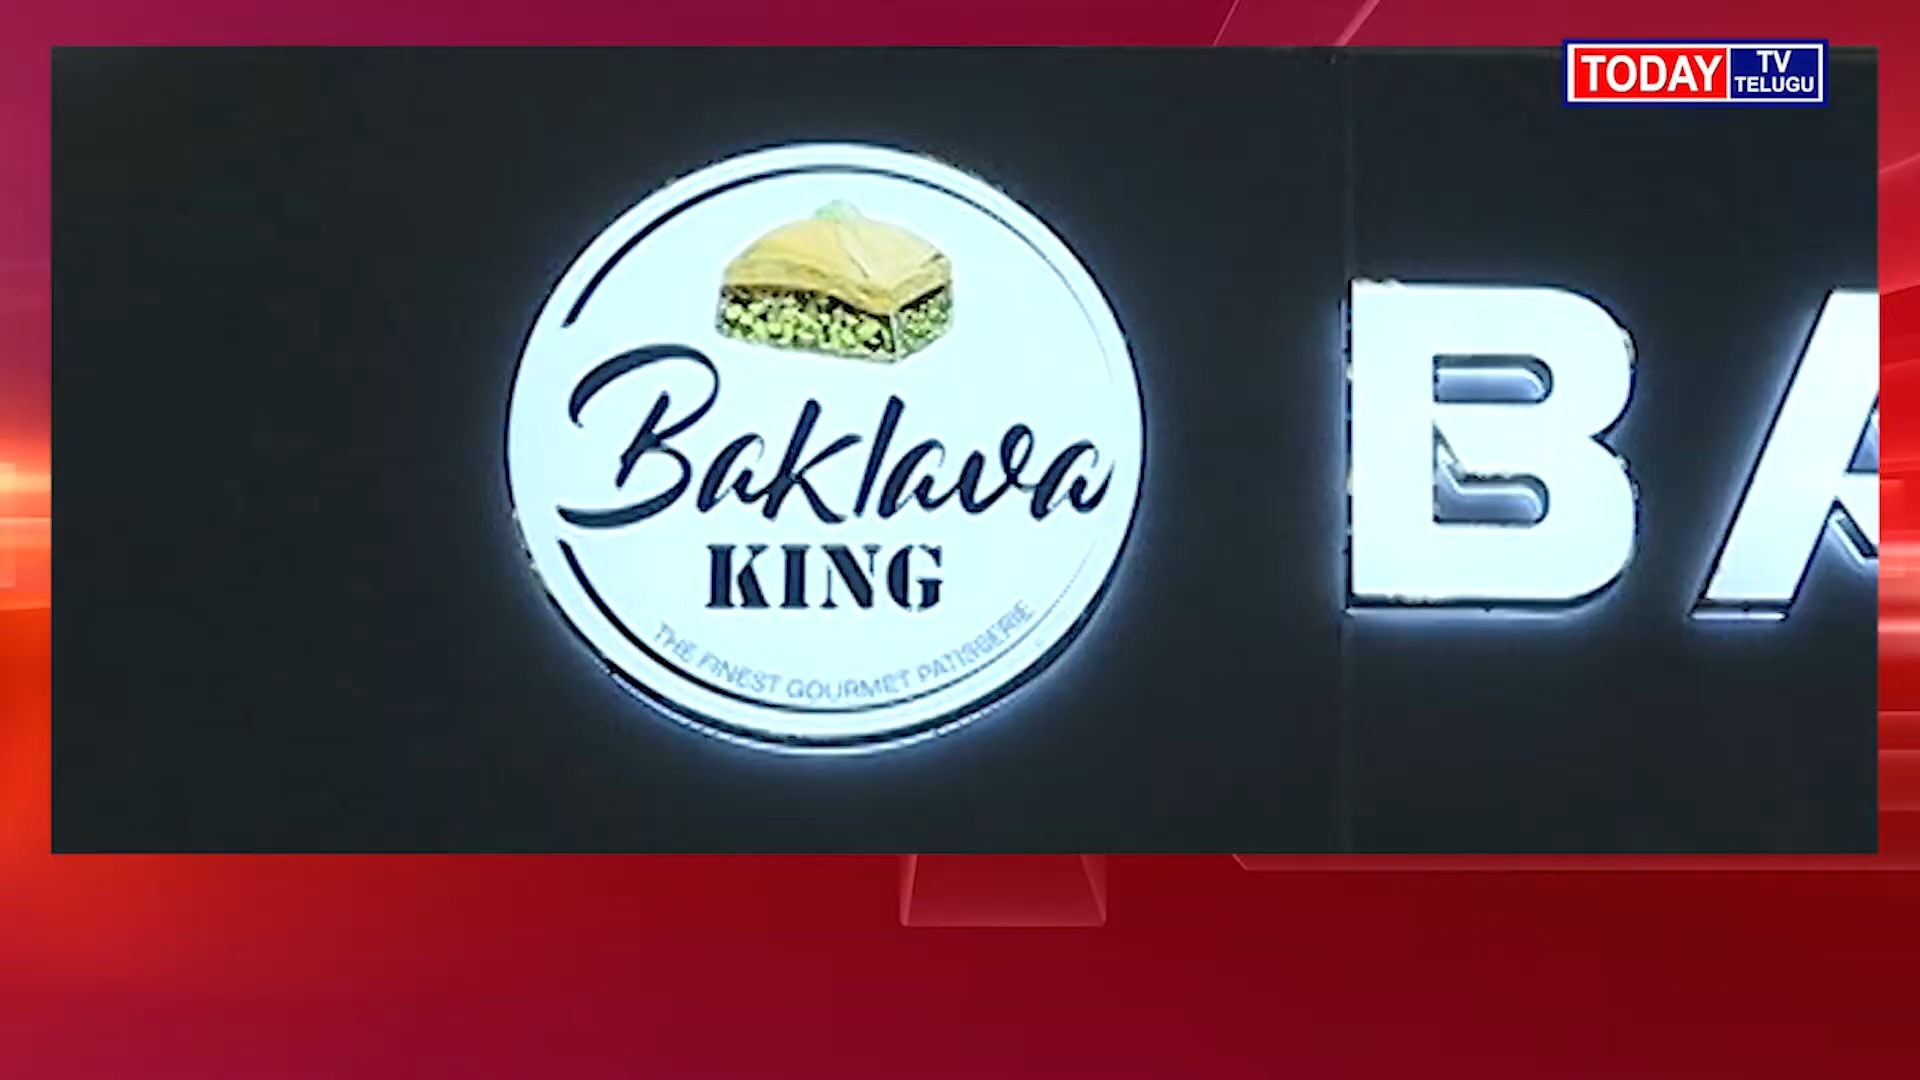 TODAY
TV
TELUGU
Baklava
KING
THE FINEST GOURMET PATISSERIE
BA